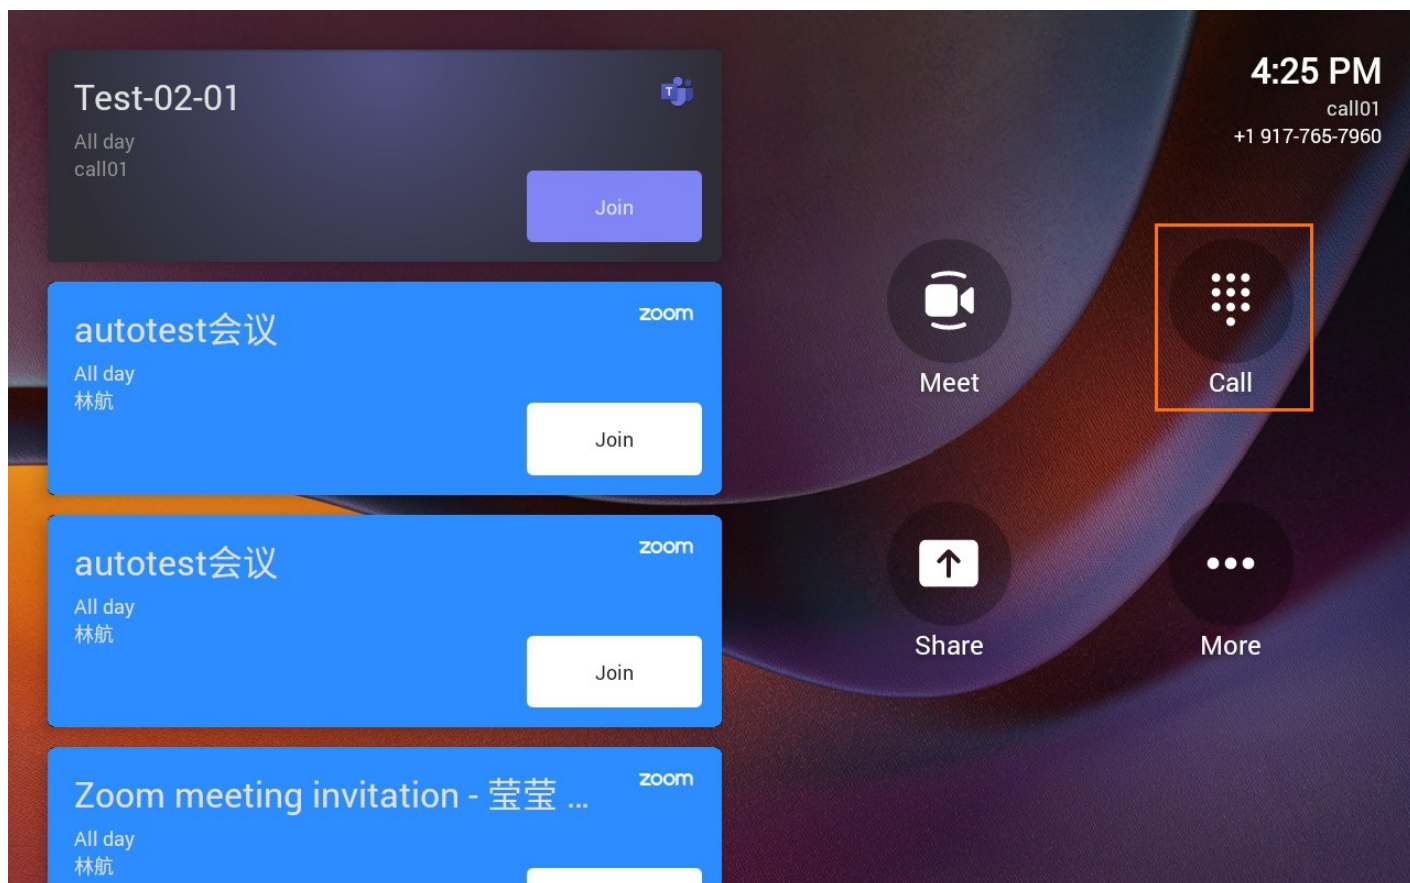 Test-02-01
All day
call01
Join
autotest会议
zoom
All day
林航
Join
autotest会议
zoom
All day
林航
Join
Zoom meeting invitation - 莹莹 ...
zoom
All day
林航
4:25 PM
call01
+1 917-765-7960
Meet
Call
Share
More